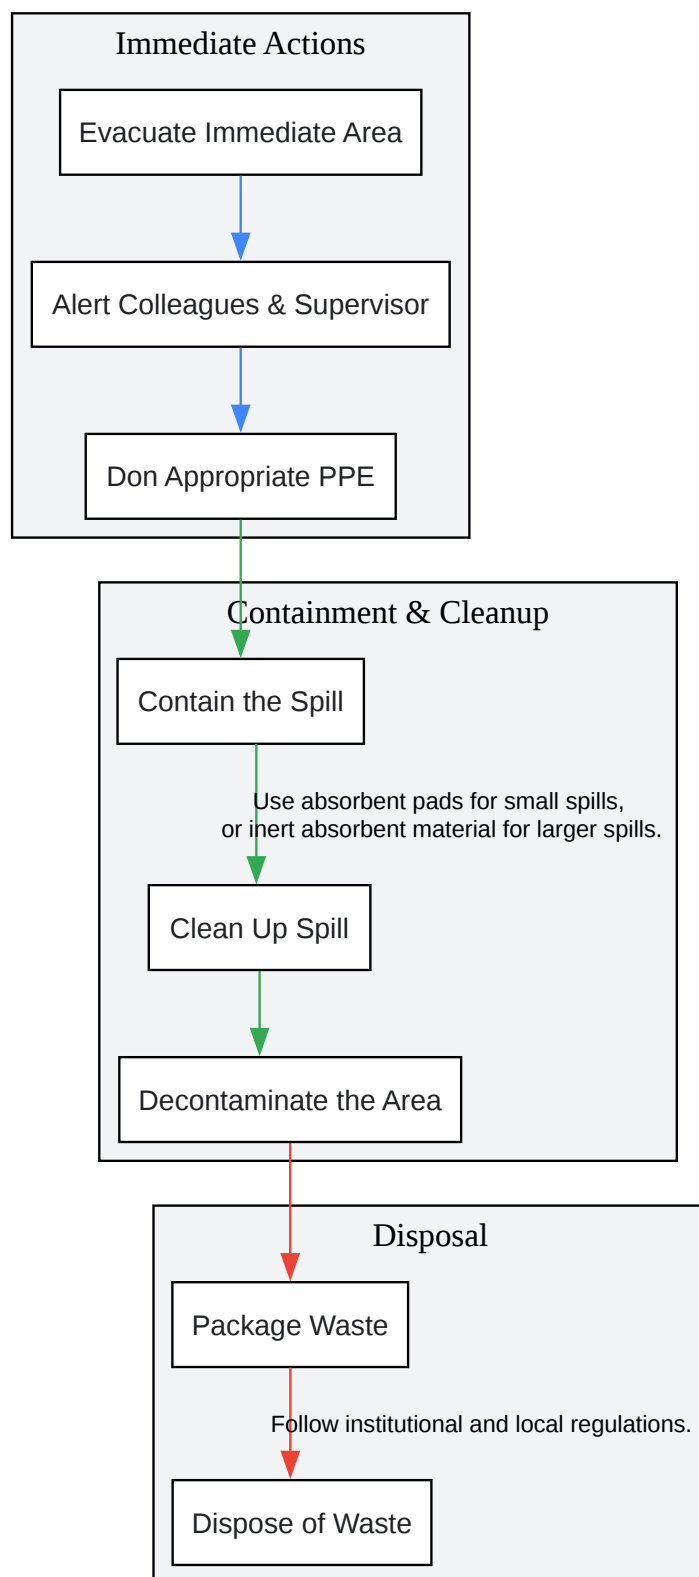 Immediate Actions
Evacuate Immediate Area
Alert Colleagues & Supervisor
Don Appropriate PPE
Containment & Cleanup
Contain the Spill
Use absorbent pads for small spills,
or inert absorbent material for larger spills.
Clean Up Spill
Decontaminate the Area
Disposal
Package Waste
Follow institutional and local regulations.
Dispose of Waste